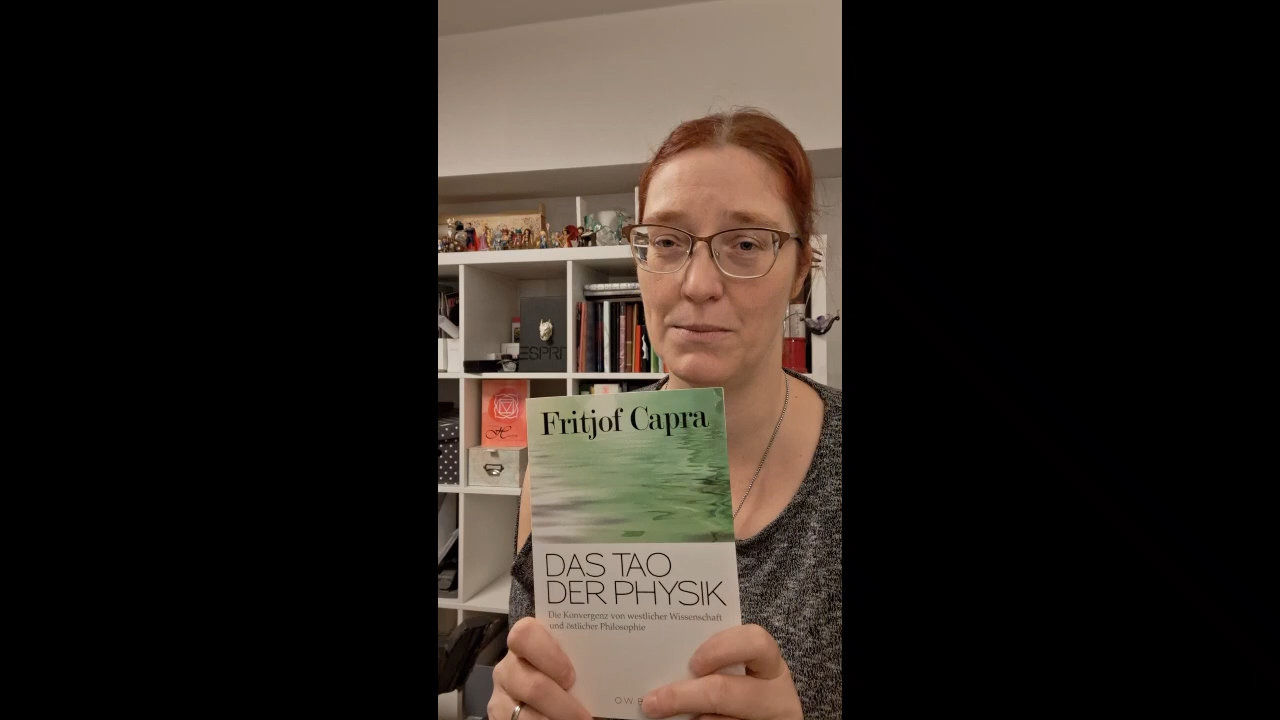 ESPRIT
Fritjof Capra
DAS TAO
DER PHYSIK
Die Konvergenz von westlicher Wissenschaft
und östlicher Philosophie